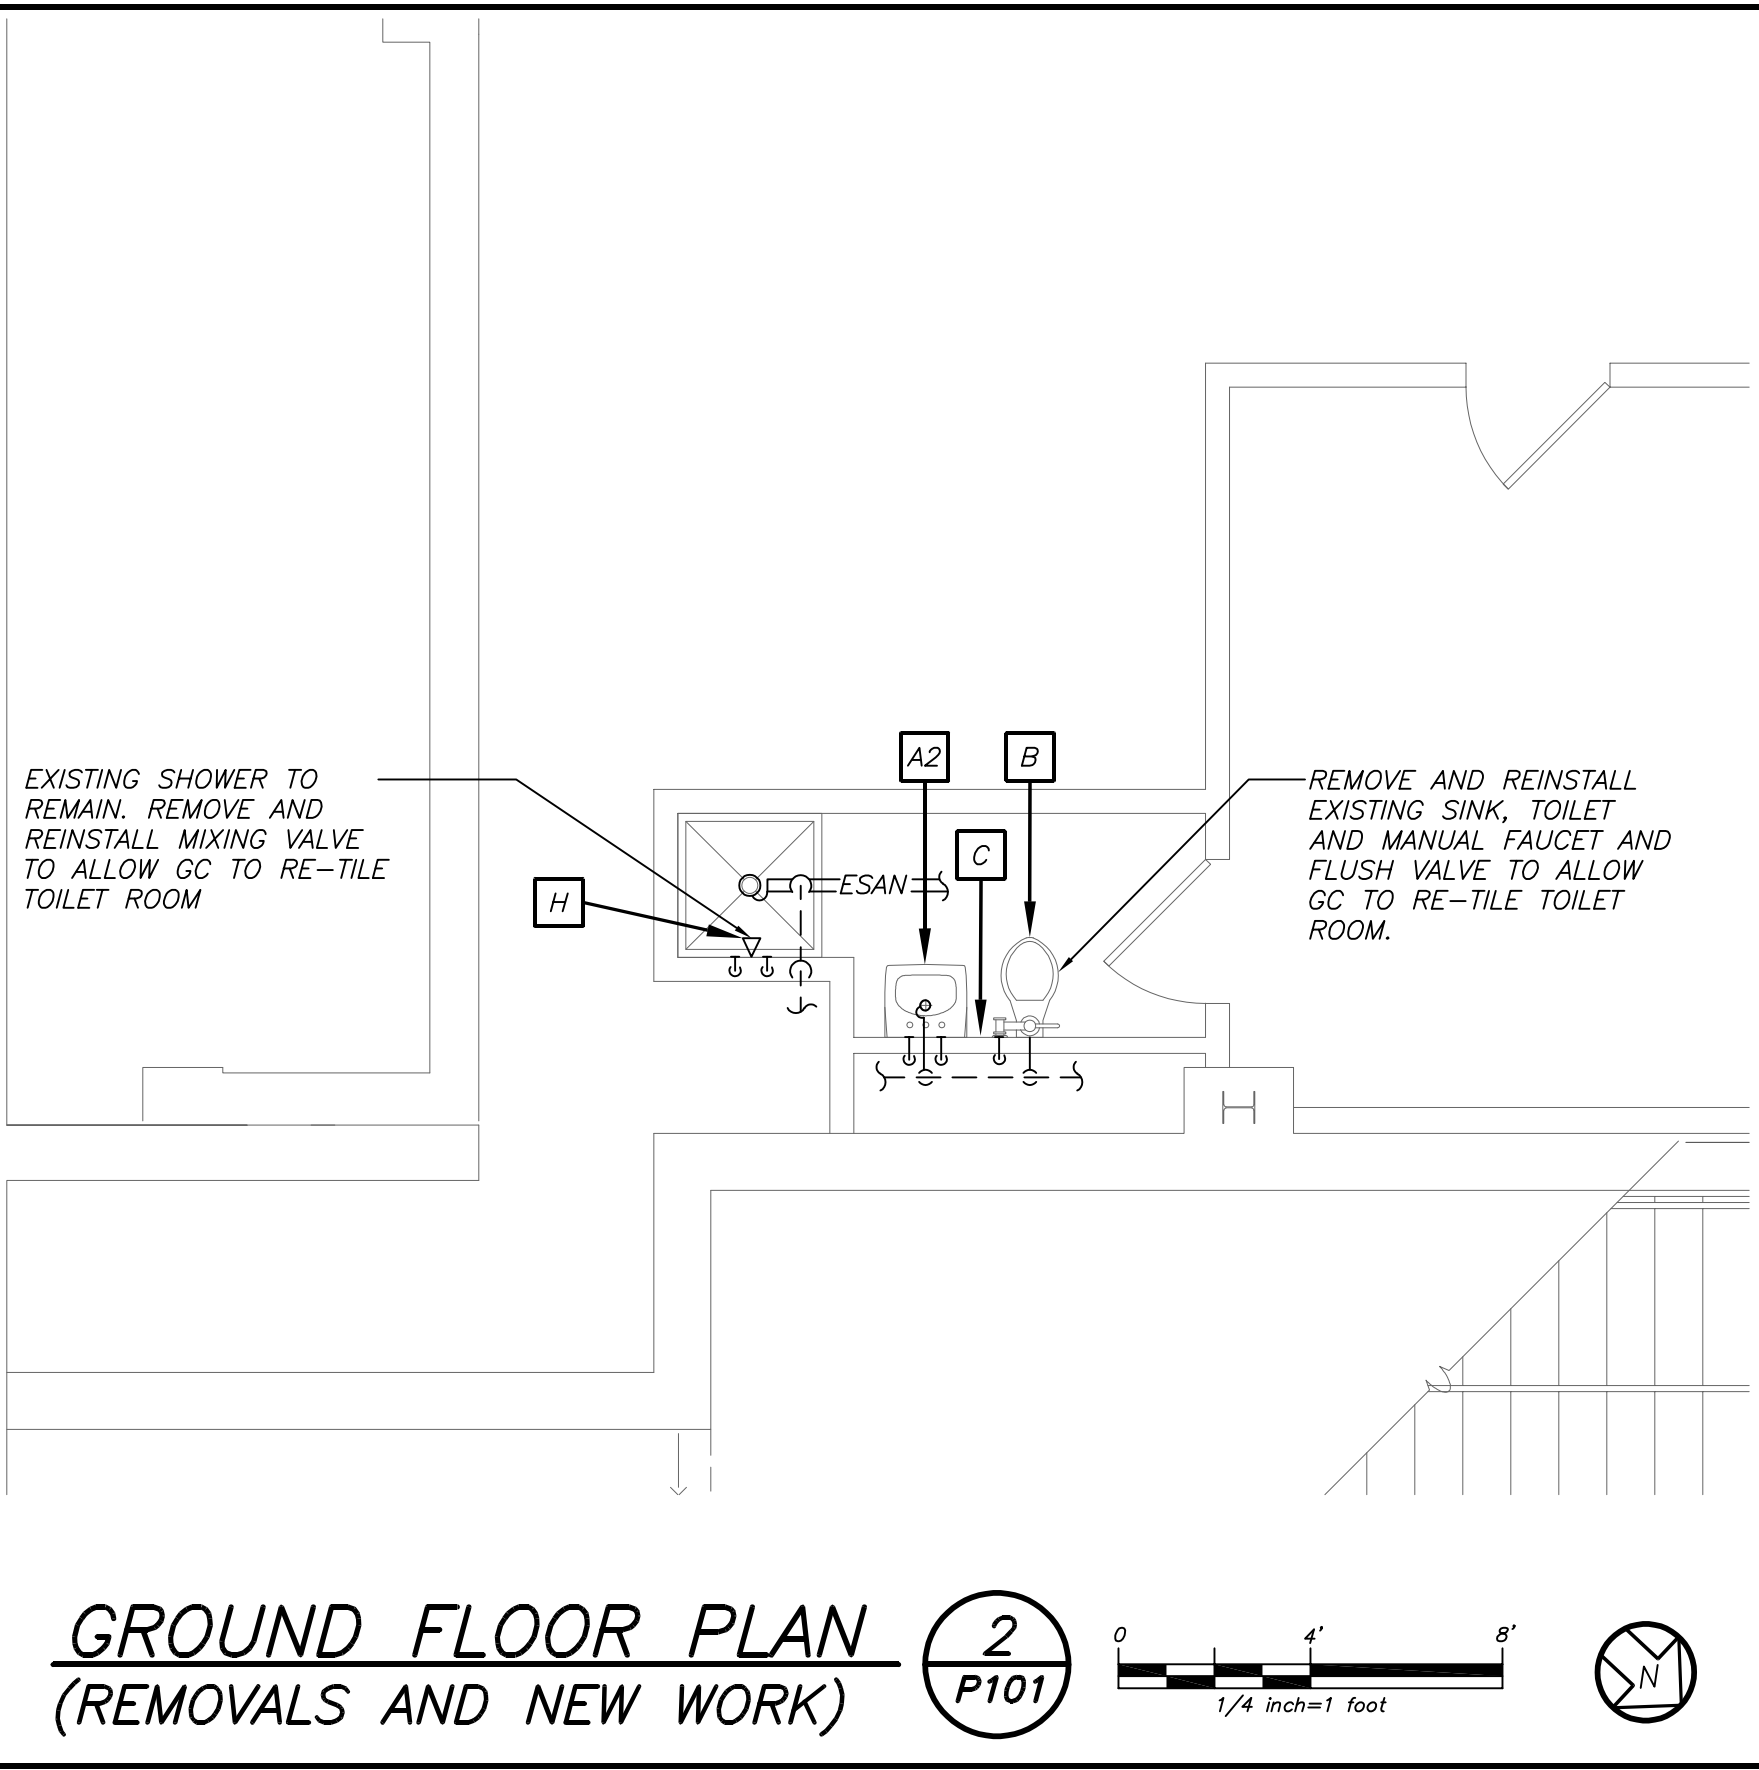 A2
B
EXISTING SHOWER TO
REMAIN. REMOVE AND
REINSTALL MIXING VALVE
TO ALLOW GC TO RE-TILE
TOILET ROOM
REMOVE AND REINSTALL
EXISTING SINK, TOILET
AND MANUAL FAUCET AND
FLUSH VALVE TO ALLOW
GC TO RE-TILE TOILET
ROOM.
C
ESAN
H
GROUND FLOOR PLAN
(REMOVALS AND NEW WORK)
2
P101
0 4' 8'
1/4 inch=1 foot
N